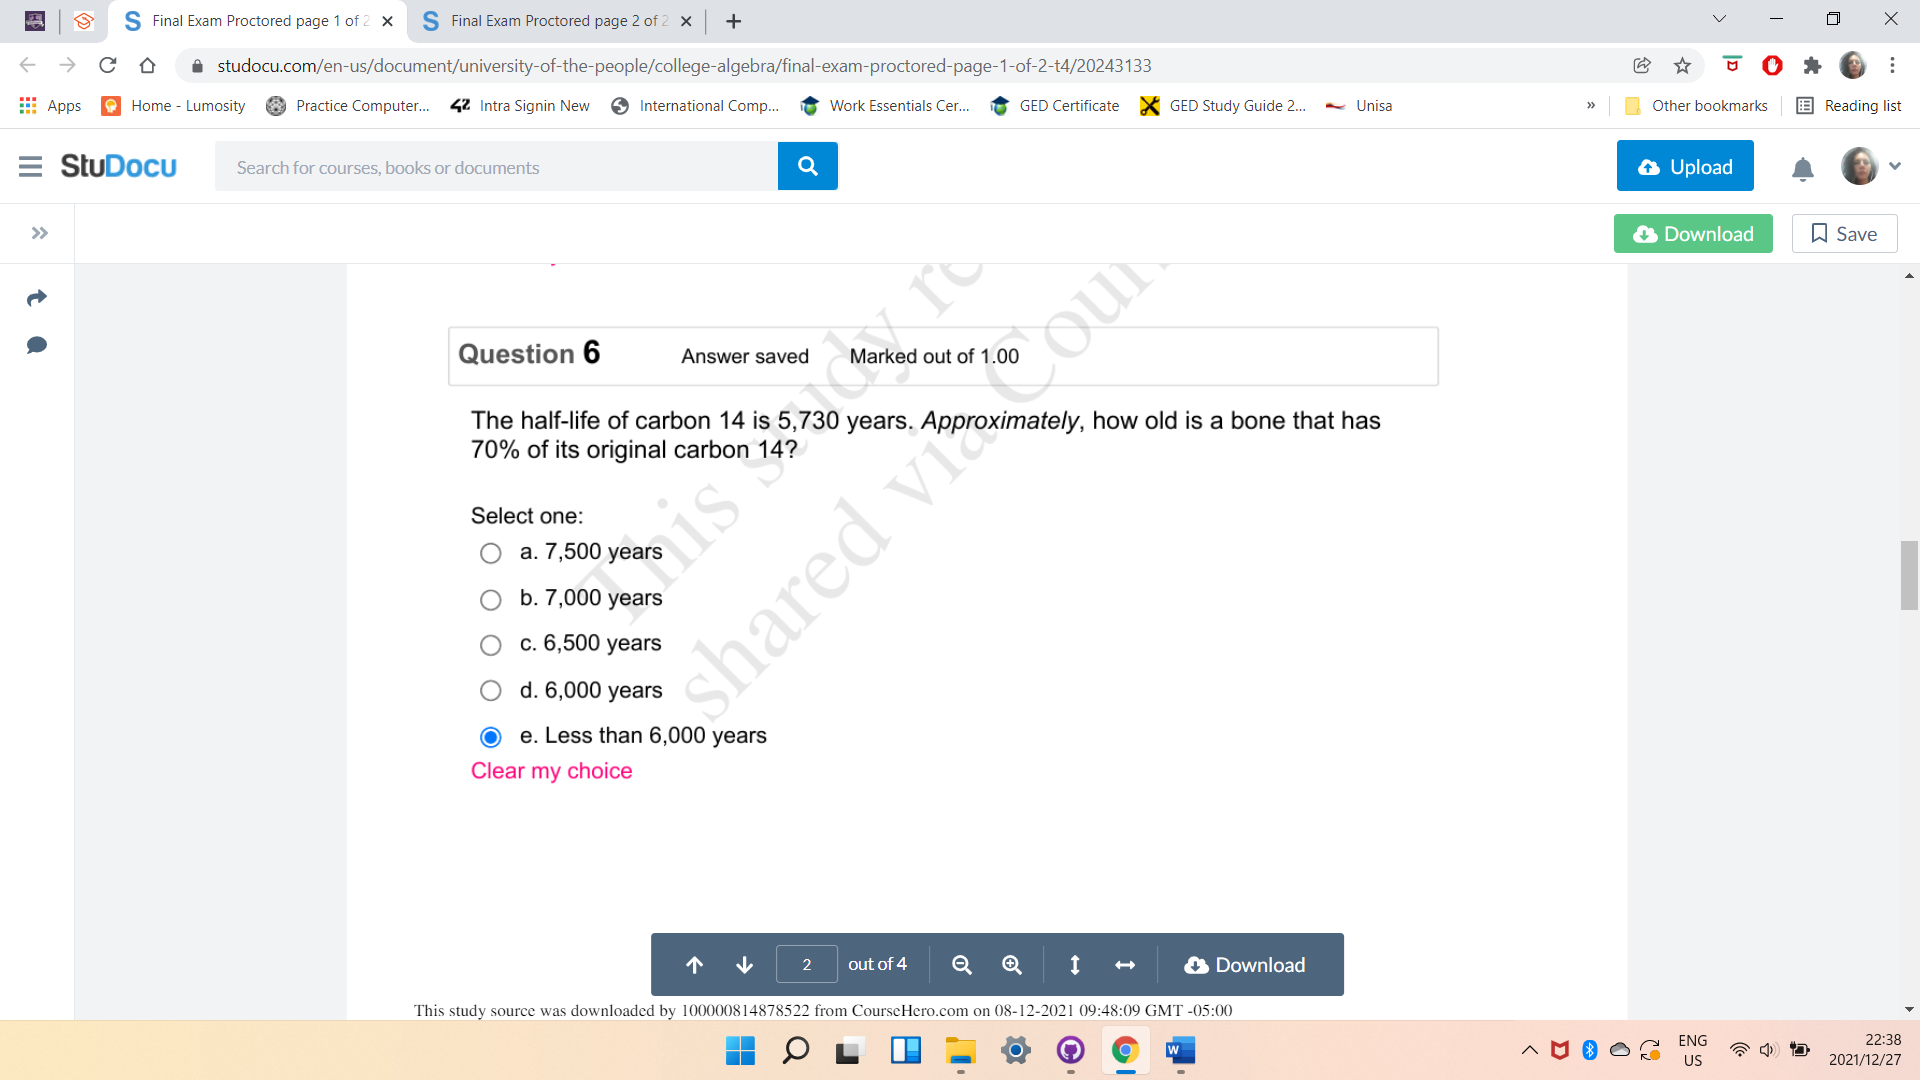 Final Exam Proctored page 1 of 2
Final Exam Proctored page 2 of 2
studocu.com/en-us/document/university-of-the-people/college-algebra/final-exam-proctored-page-1-of-2-t4/20243133
Apps
Home - Lumosity
Practice Computer...
Intra Signin New
International Comp...
Work Essentials Cer...
GED Certificate
GED Study Guide 2...
Unisa
»
Other bookmarks
Reading list
StuDocu
Search for courses, books or documents
Upload
Download
Save
Question 6 Answer saved Marked out of 1.00
The half-life of carbon 14 is 5,730 years. Approximately, how old is a bone that has
70% of its original carbon 14?
Select one:
a. 7,500 years
b. 7,000 years
c. 6,500 years
d. 6,000 years
e. Less than 6,000 years
Clear my choice
This study re
shared via Cour
2 out of 4
Download
This study source was downloaded by 100000814878522 from CourseHero.com on 08-12-2021 09:48:09 GMT -05:00
ENG
US
22:38
2021/12/27